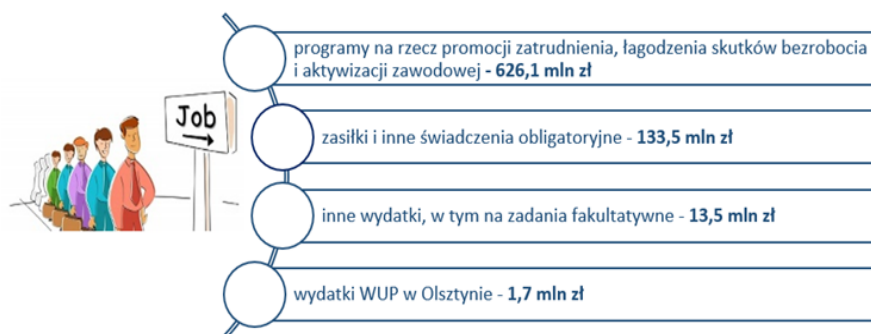 programy na rzecz promocji zatrudnienia, łagodzenia skutków bezrobocia
i aktywizacji zawodowej - 626,1 mln zł
Job
zasiłki i inne świadczenia obligatoryjne - 133,5 mln zł
inne wydatki, w tym na zadania fakultatywne - 13,5 mln zł
wydatki WUP w Olsztynie - 1,7 mln zł